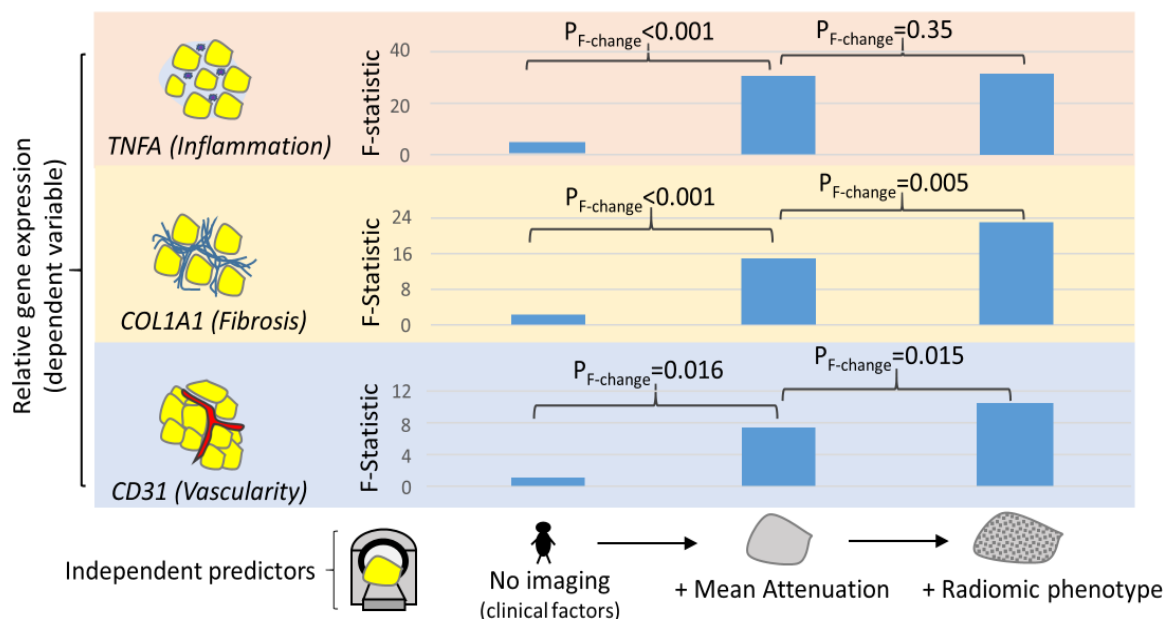 Relative gene expression
(dependent variable)
TNFA (Inflammation)
F-statistic
40
20
0
PF-change<0.001
PF-change=0.35
COL1A1 (Fibrosis)
F-Statistic
24
16
8
0
PF-change<0.001
PF-change=0.005
CD31 (Vascularity)
F-Statistic
12
8
4
0
PF-change=0.016
PF-change=0.015
Independent predictors
No imaging
(clinical factors)
+ Mean Attenuation
+ Radiomic phenotype